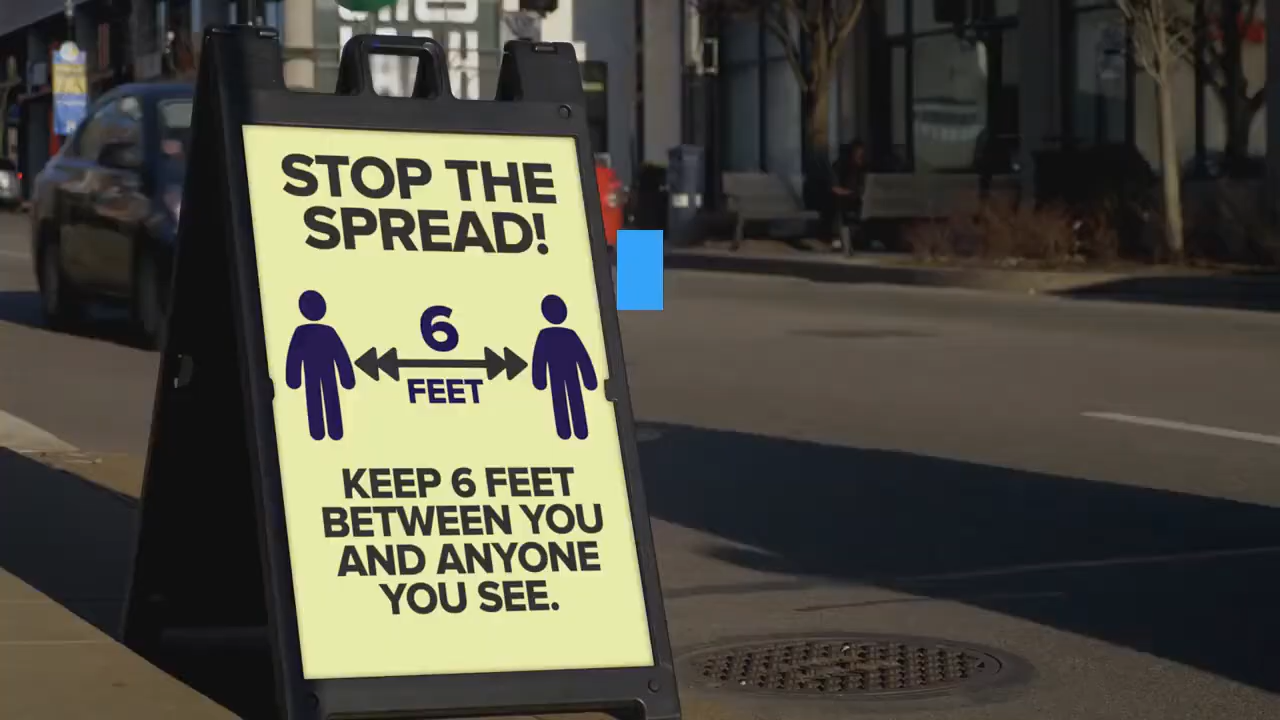 STOP THE
SPREAD!
6
FEET
KEEP 6 FEET
BETWEEN YOU
AND ANYONE
YOU SEE.